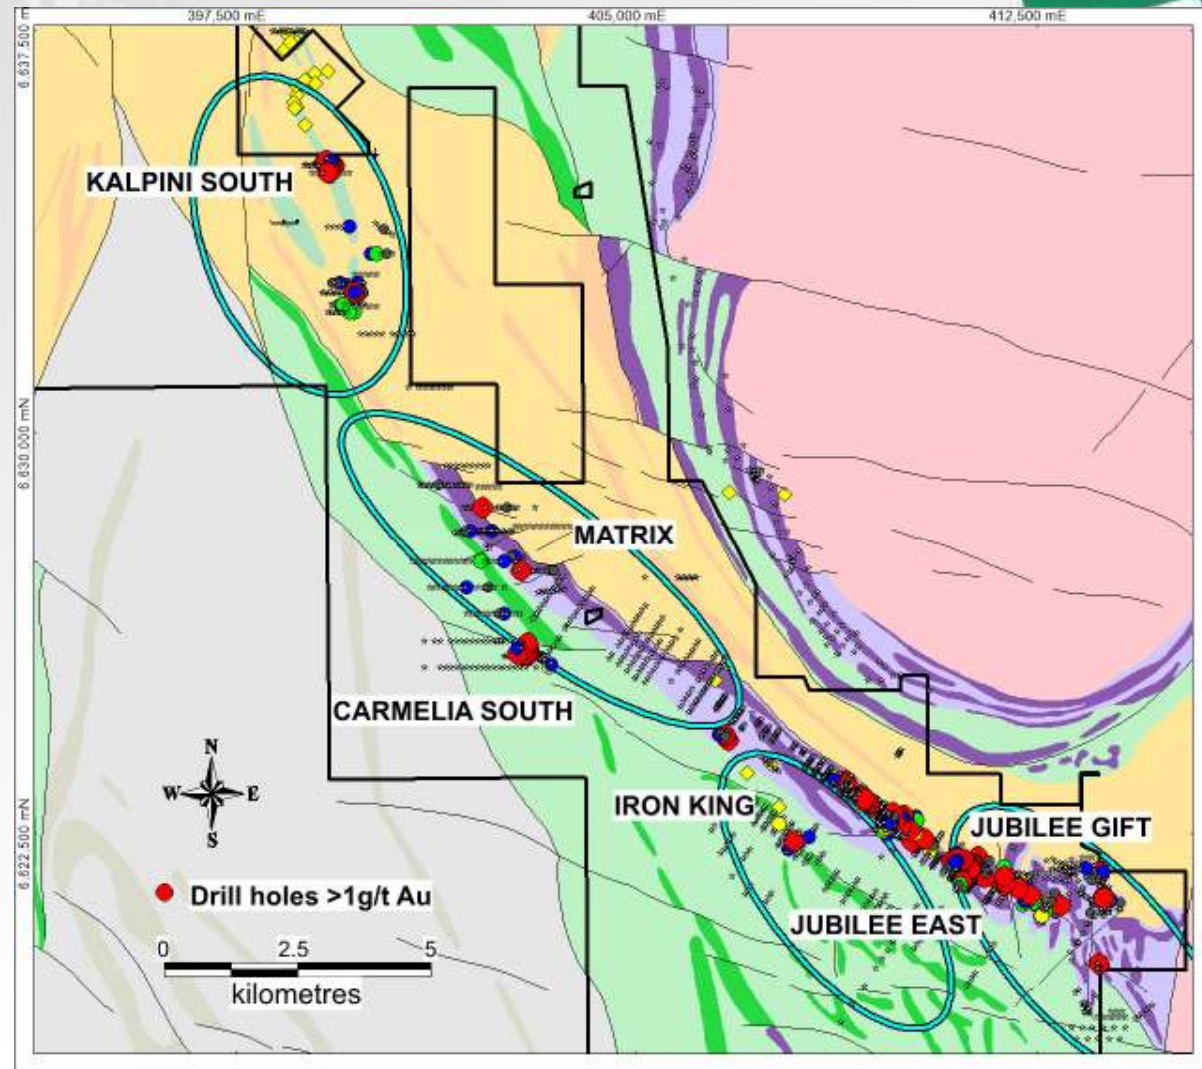 397,500 mE 405,000 mE 412,500 mE
6,637,500 m
KALPINI SOUTH
6,630,000 mN
MATRIX
CARMELIA SOUTH
N
W E
S
IRON KING
JUBILEE GIFT
6,622,500 mN
Drill holes >1g/t Au
JUBILEE EAST
0 2.5 5
kilometres